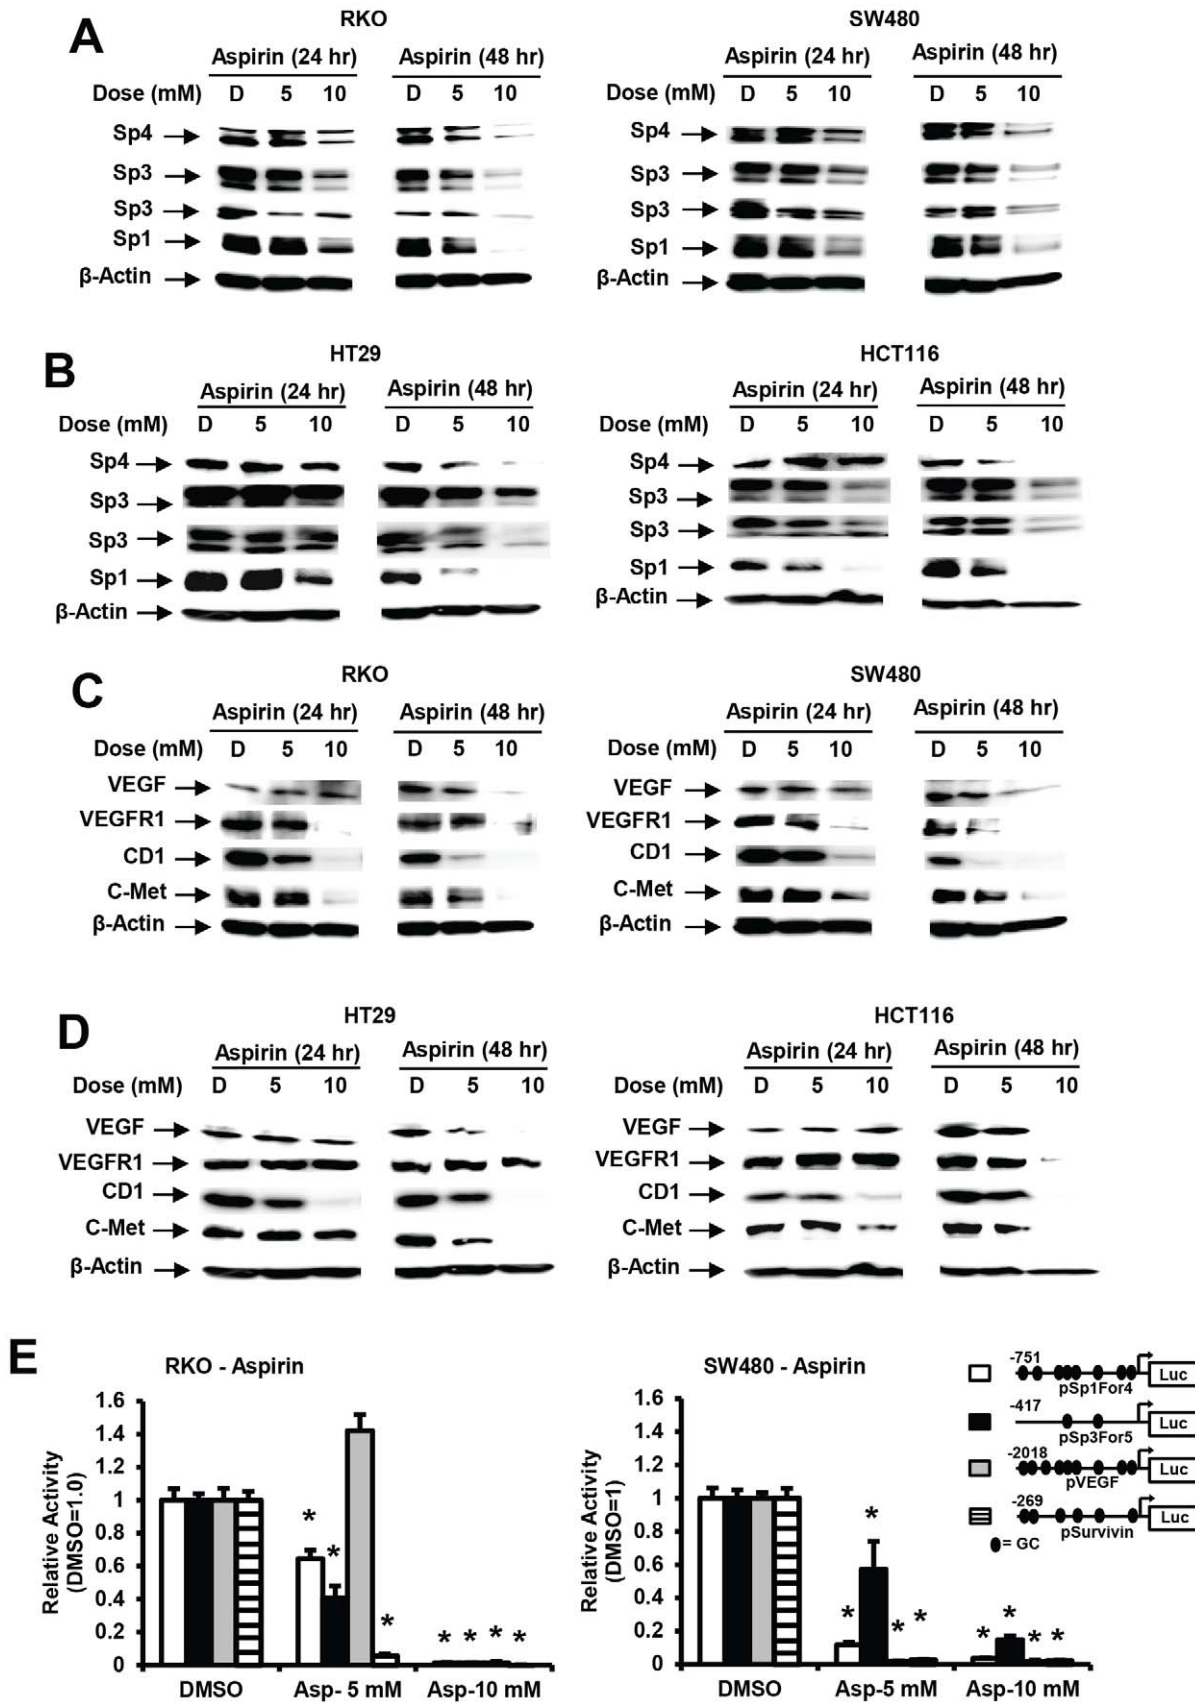 A
RKO
SW480
Aspirin (24 hr)
Aspirin (48 hr)
Aspirin (24 hr)
Aspirin (48 hr)
Dose (mM) D 5 10 D 5 10
Dose (mM) D 5 10 D 5 10
Sp4
Sp3
Sp3
Sp1
β-Actin
Sp4
Sp3
Sp3
Sp1
β-Actin
B
HT29
HCT116
Aspirin (24 hr)
Aspirin (48 hr)
Aspirin (24 hr)
Aspirin (48 hr)
Dose (mM) D 5 10 D 5 10
Dose (mM) D 5 10 D 5 10
Sp4
Sp3
Sp3
Sp1
β-Actin
Sp4
Sp3
Sp3
Sp1
β-Actin
C
RKO
SW480
Aspirin (24 hr)
Aspirin (48 hr)
Aspirin (24 hr)
Aspirin (48 hr)
Dose (mM) D 5 10 D 5 10
Dose (mM) D 5 10 D 5 10
VEGF
VEGFR1
CD1
C-Met
β-Actin
VEGF
VEGFR1
CD1
C-Met
β-Actin
D
HT29
HCT116
Aspirin (24 hr)
Aspirin (48 hr)
Aspirin (24 hr)
Aspirin (48 hr)
Dose (mM) D 5 10 D 5 10
Dose (mM) D 5 10 D 5 10
VEGF
VEGFR1
CD1
C-Met
β-Actin
VEGF
VEGFR1
CD1
C-Met
β-Actin
E
RKO - Aspirin
Relative Activity
(DMSO=1.0)
1.6
1.4
1.2
1
0.8
0.6
0.4
0.2
0
* * * * * * *
DMSO Asp- 5 mM Asp-10 mM
SW480 - Aspirin
Relative Activity
(DMSO=1)
1.6
1.4
1.2
1
0.8
0.6
0.4
0.2
0
* * * * * * * *
DMSO Asp-5 mM Asp-10 mM
-751
Luc
pSp1For4
-417
Luc
pSp3For5
-2018
Luc
pVEGF
-269
Luc
pSurvivin
= GC